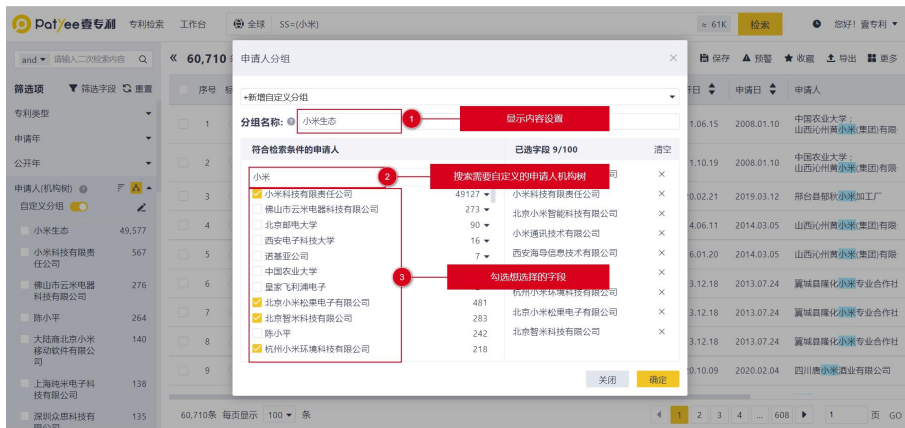 Patyee壹专利 专利检索 工作台 全球 SS=(小米) ≈ 61K 检索 您好! 壹专利
and 请输入二次检索内容
« 60,710
申请人分组
保存 预警 收藏 导出 更多
筛选项 筛选字段 重置
序号
+新增自定义分组
申请日 申请人
专利类型
分组名称: 小米生态 1 显示内容设置
1 1.06.15 2008.01.10 中国农业大学;
山西沁州黄小米(集团)有限
申请年
符合检索条件的申请人 已选字段 9/100 清空
公开年
2 1.10.19 2008.01.10 中国农业大学;
山西沁州黄小米(集团)有限
小米 2 搜索需要自定义的申请人机构树 司
申请人(机构树)
自定义分组
小米科技有限责任公司 49127 小米科技有限责任公司
3 0.02.21 2019.03.12 邢台县郁秋小米加工厂
佛山市云米电器科技有限公司 273 北京小米智能科技有限公司
小米生态 49,577
北京邮电大学 90 小米通讯技术有限公司
4 4.06.11 2014.03.05 山西沁州黄小米(集团)有限
西安电子科技大学 16
小米科技有限责
任公司 567
诺基亚公司 7 西安海导信息技术有限公司
5 6.01.20 2014.03.05 山西沁州黄小米(集团)有限
中国农业大学 3 勾选想选择的字段
佛山市云米电器
科技有限公司 276
皇家飞利浦电子 杭州小米环境科技有限公司
6 3.12.18 2013.07.24 翼城县隆化小米专业合作社
北京小米松果电子有限公司 481 北京小米松果电子有限公司
陈小平 264
7 3.12.18 2013.07.24 翼城县隆化小米专业合作社
北京智米科技有限公司 283 北京智米科技有限公司
陈小平 242
大陆商北京小米
移动软件有限公
司 140
8 3.12.18 2013.07.24 翼城县隆化小米专业合作社
杭州小米环境科技有限公司 218
9 0.10.09 2020.02.04 四川唐小米酒业有限公司
上海纯米电子科
技有限公司 138
关闭 确定
深圳众思科技有 135
60,710条 每页显示 100 条 1 2 3 4 ... 608 1 页 GO